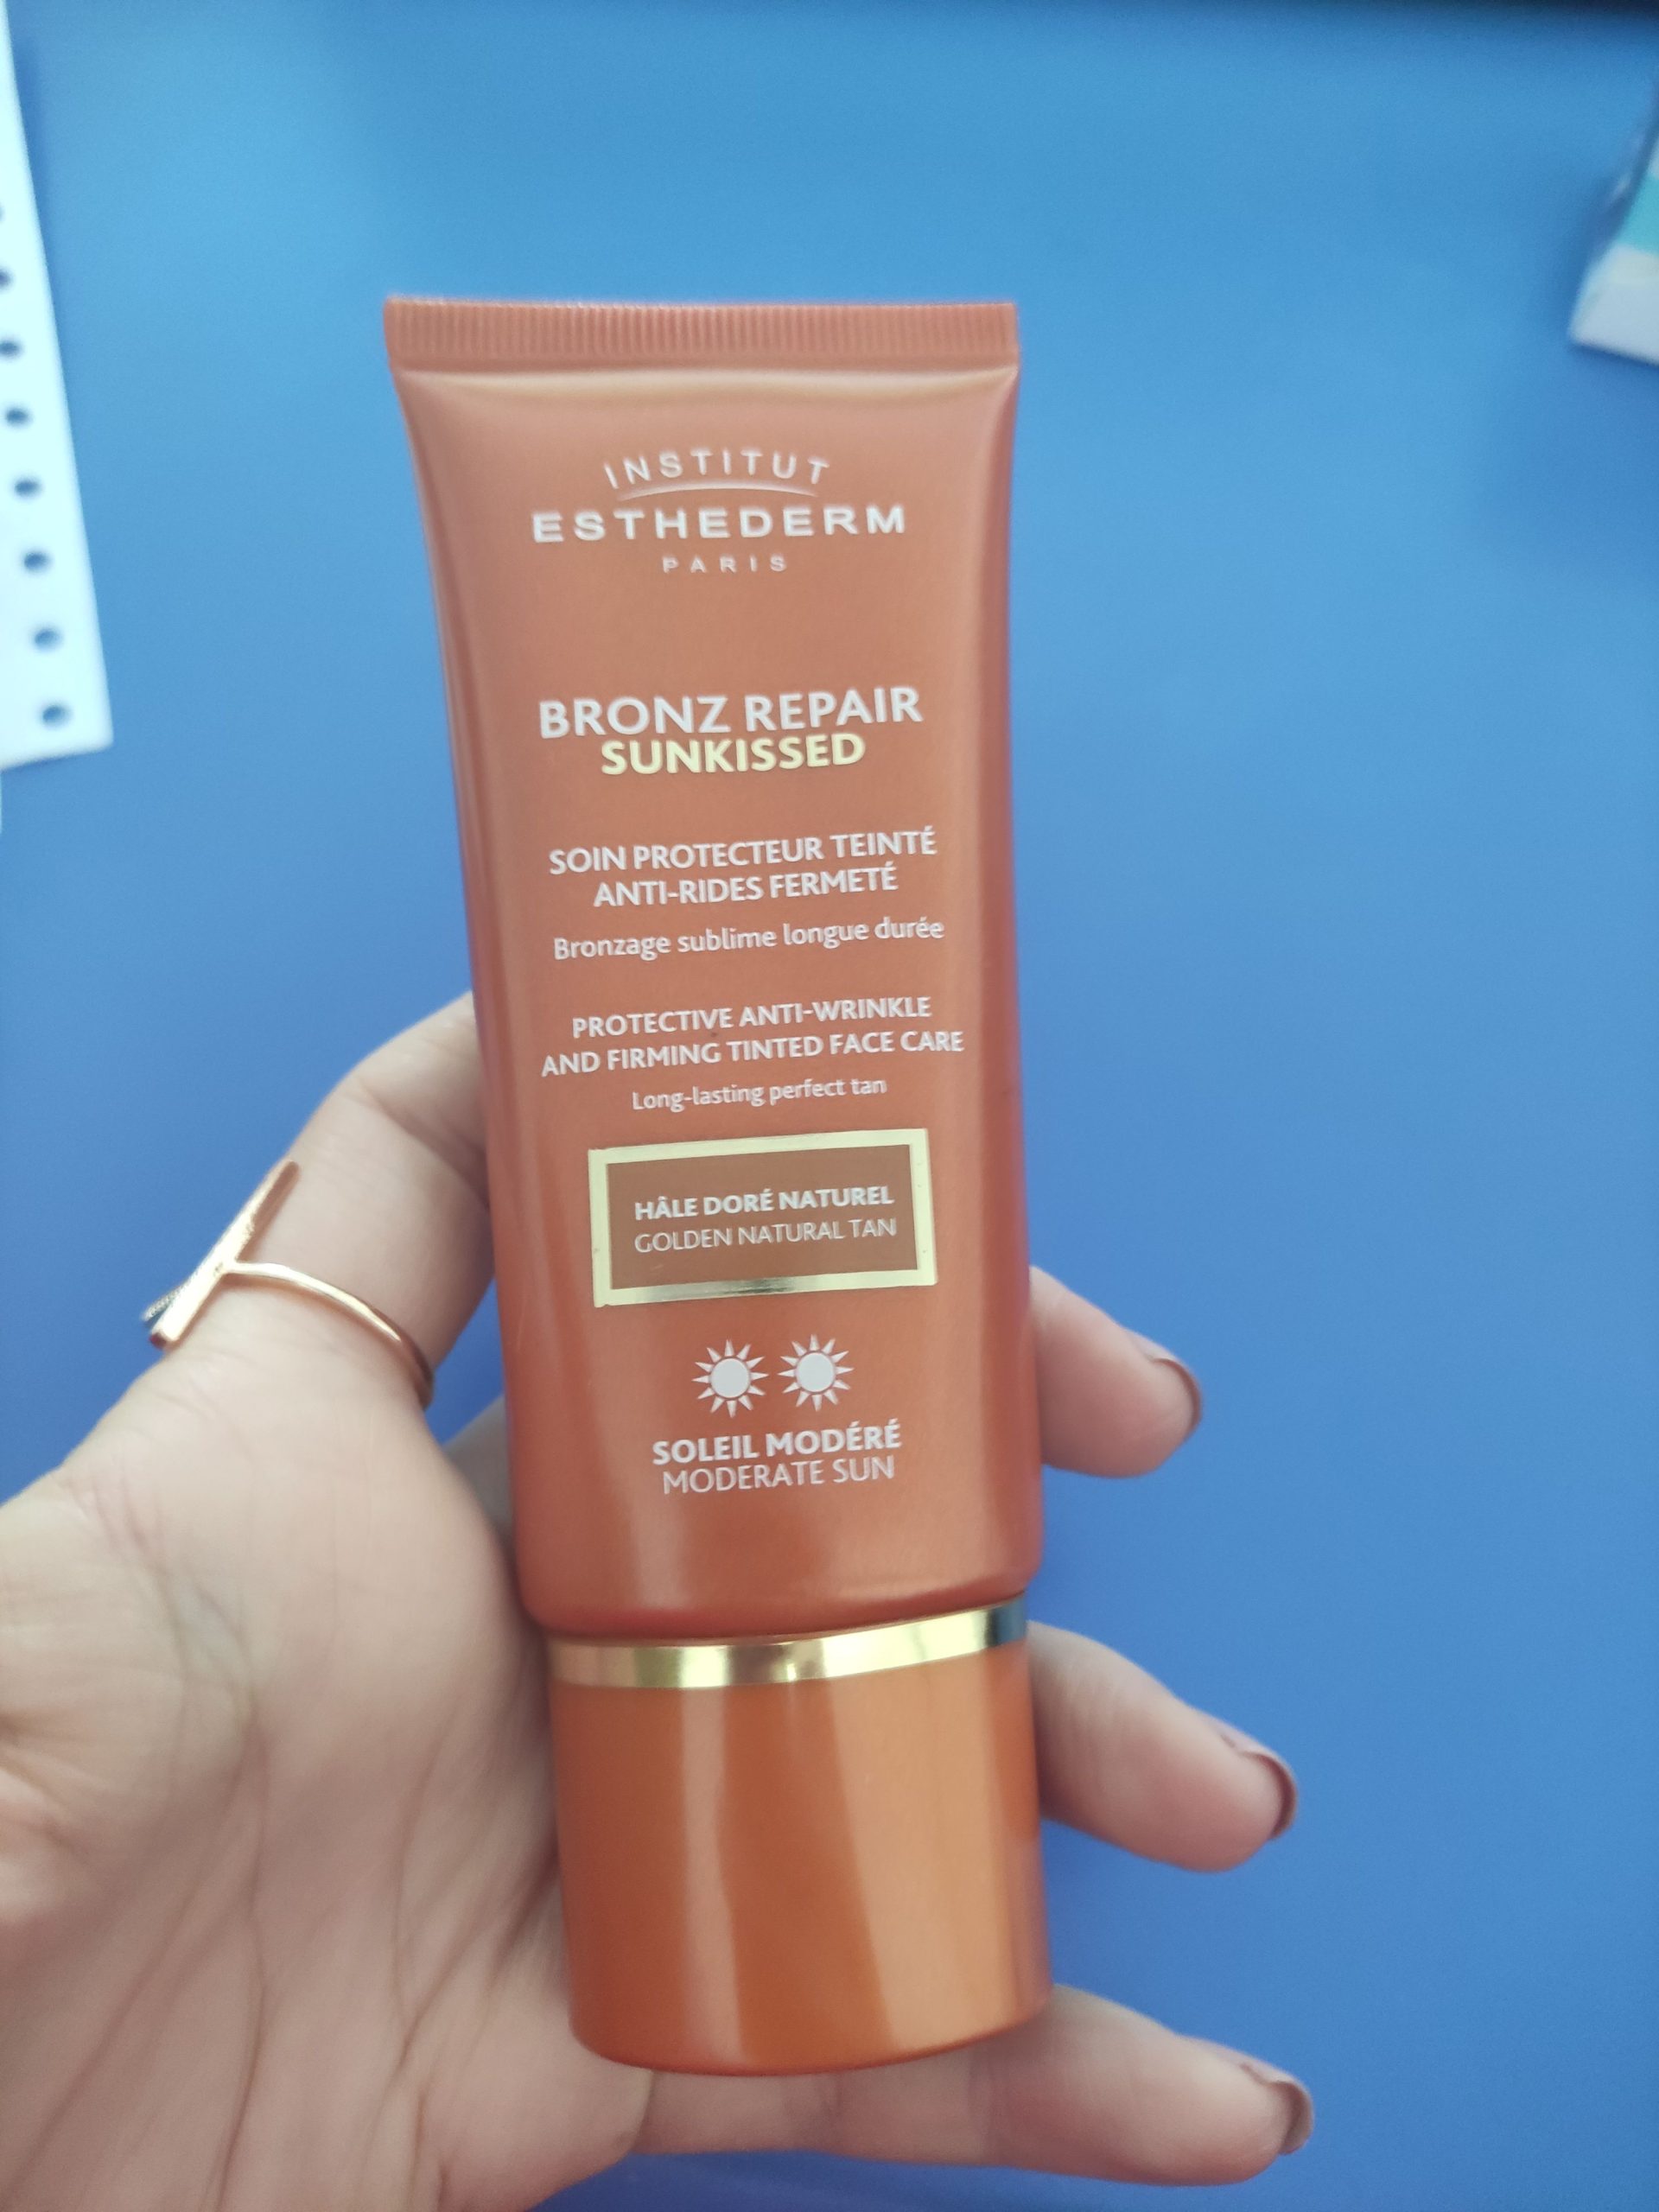 INSTITUT
ESTHEDERM
PARIS
BRONZ REPAIR
SUNKISSED
SOIN PROTECTEUR TEINTÉ
ANTI-RIDES FERMETÉ
Bronzage sublime longue durée
PROTECTIVE ANTI-WRINKLE
AND FIRMING TINTED FACE CARE
Long-lasting perfect tan
HÂLE DORÉ NATUREL
GOLDEN NATURAL TAN
SOLEIL MODÉRÉ
MODERATE SUN